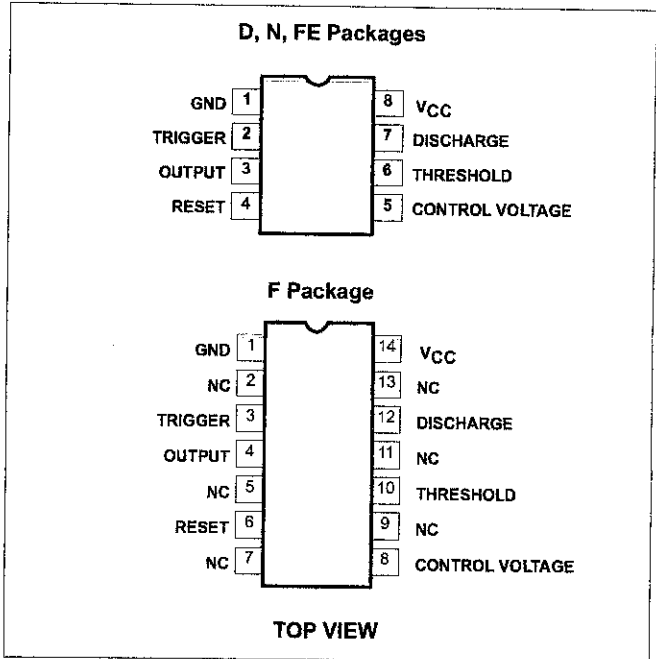 D, N, FE Packages
GND 1 8 VCC
TRIGGER 2 7 DISCHARGE
OUTPUT 3 6 THRESHOLD
RESET 4 5 CONTROL VOLTAGE
F Package
GND 1 14 VCC
NC 2 13 NC
TRIGGER 3 12 DISCHARGE
OUTPUT 4 11 NC
NC 5 10 THRESHOLD
RESET 6 9 NC
NC 7 8 CONTROL VOLTAGE
TOP VIEW